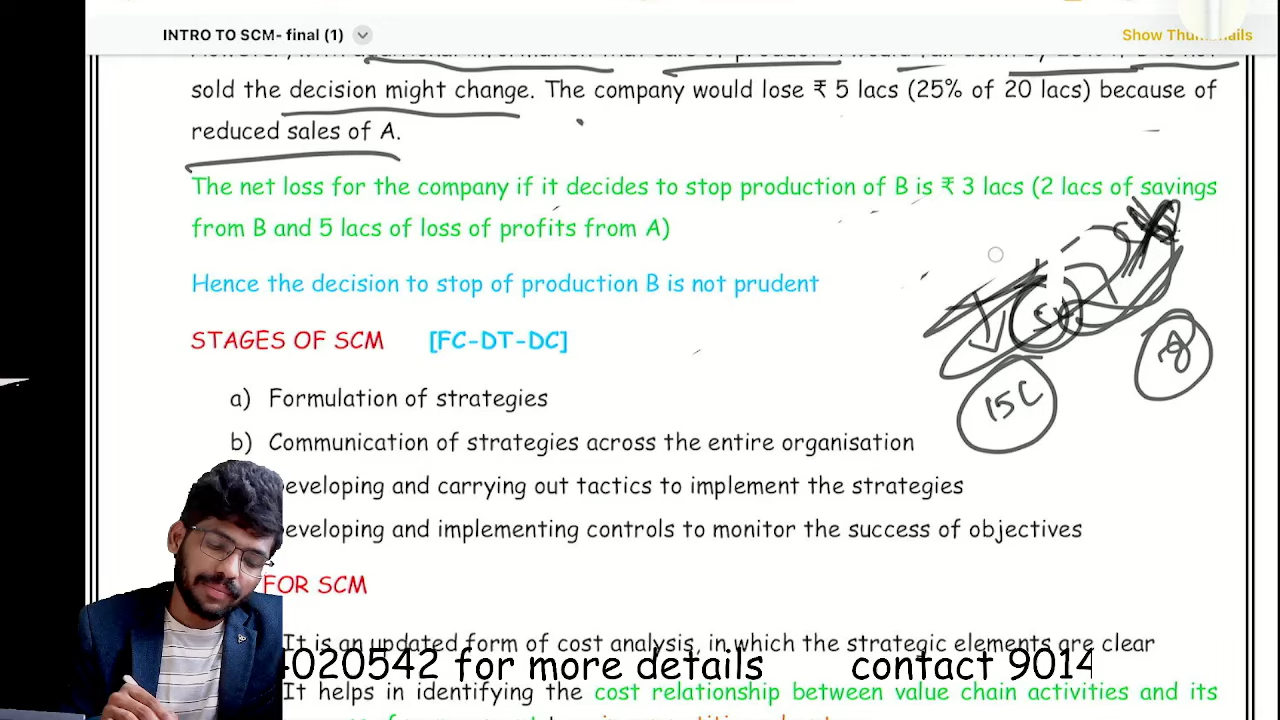 INTRO TO SCM- final (1)
Show
sold the decision might change. The company would lose ₹ 5 lacs (25% of 20 lacs) because of
reduced sales of A.
The net loss for the company if it decides to stop production of B is ₹ 3 lacs (2 lacs of savings
from B and 5 lacs of loss of profits from A)
Hence the decision to stop of production B is not prudent
STAGES OF SCM [FC-DT-DC]
a) Formulation of strategies
b) Communication of strategies across the entire organisation
eveloping and carrying out tactics to implement the strategies
eveloping and implementing controls to monitor the success of objectives
15L
FOR SCM
It is an updated form of cost analysis, in which the strategic elements are clear
4020542 for more details contact 9014
It helps in identifying the cost relationship between value chain activities and its